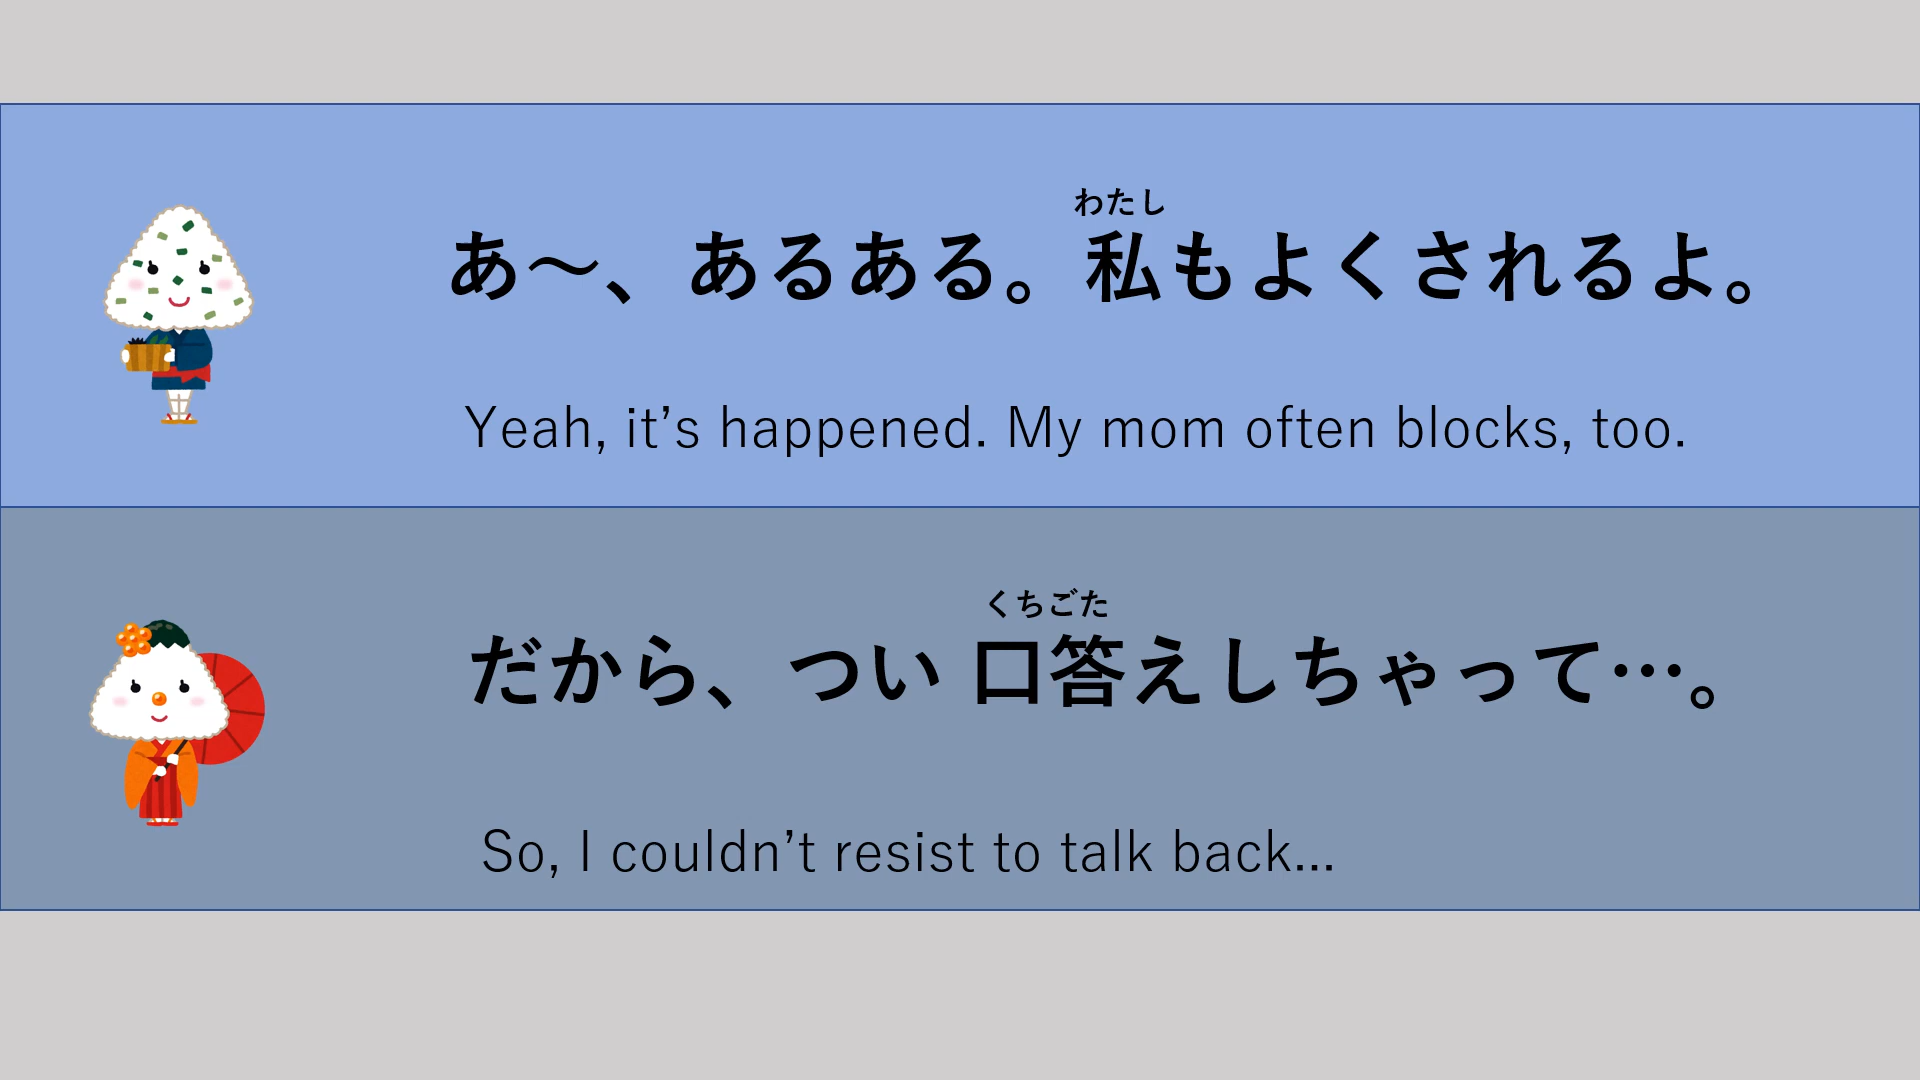 わたし
あ～、あるある。私もよくされるよ。
Yeah, it’s happened. My mom often blocks, too.
くちごた
だから、つい 口答えしちゃって…。
So, I couldn’t resist to talk back…